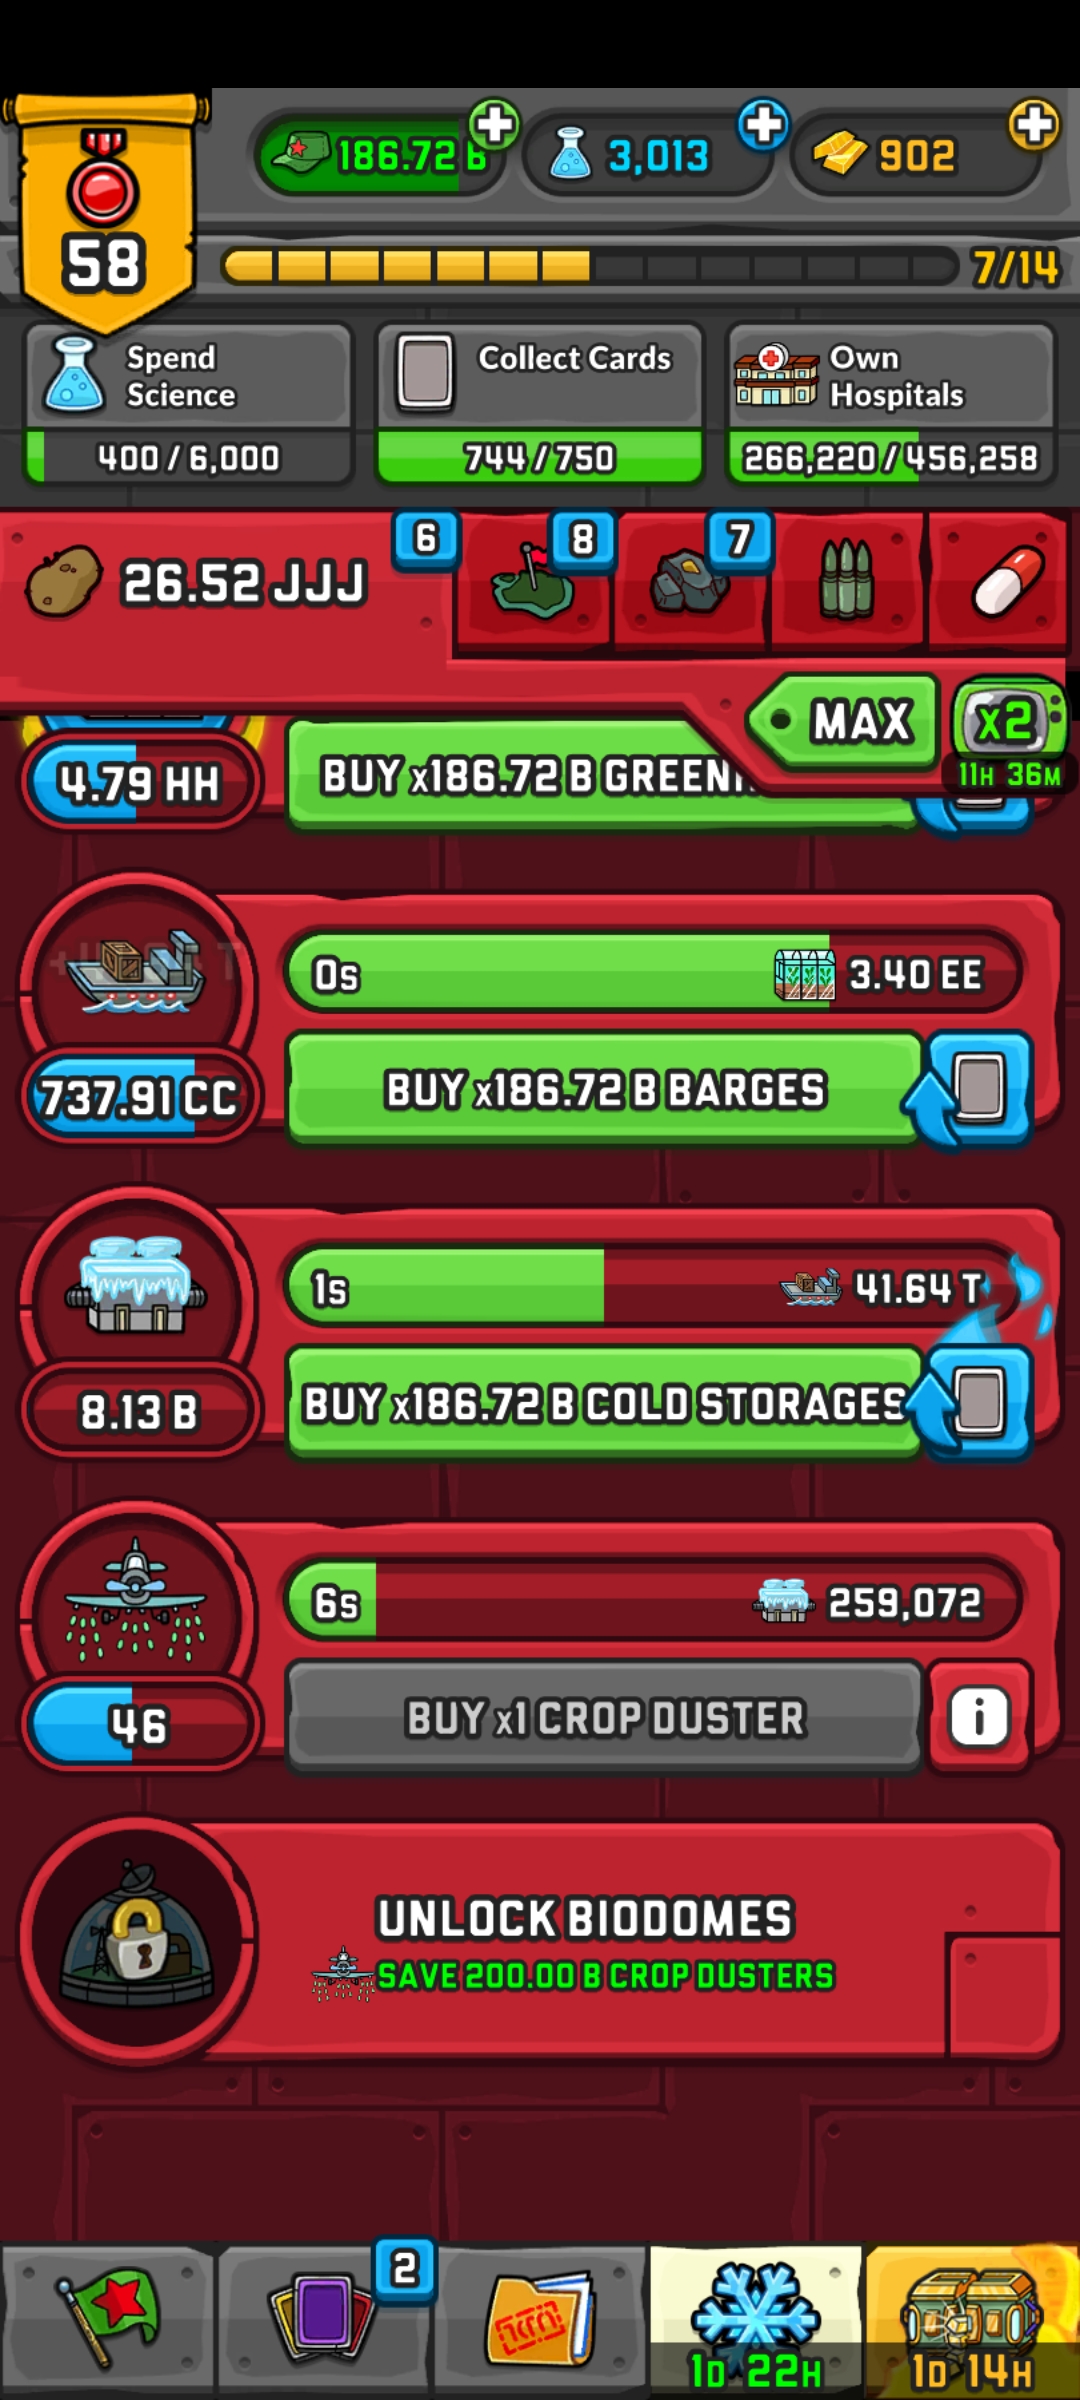 186.72 B
3,013
902
58
7/14
Spend
Science
400 / 6,000
Collect Cards
744 / 750
Own
Hospitals
266,220 / 456,258
26.52 JJJ
6
8
7
MAX
x2
11H 36M
4.79 HH
BUY x186.72 B
0s
3.40 EE
737.91 CC
BUY x186.72 B BARGES
1s
41.64 T
8.13 B
BUY x186.72 B COLD STORAGES
6s
259,072
46
BUY x1 CROP DUSTER
i
UNLOCK BIODOMES
SAVE 200.00 B CROP DUSTERS
2
1D 22H
1D 14H